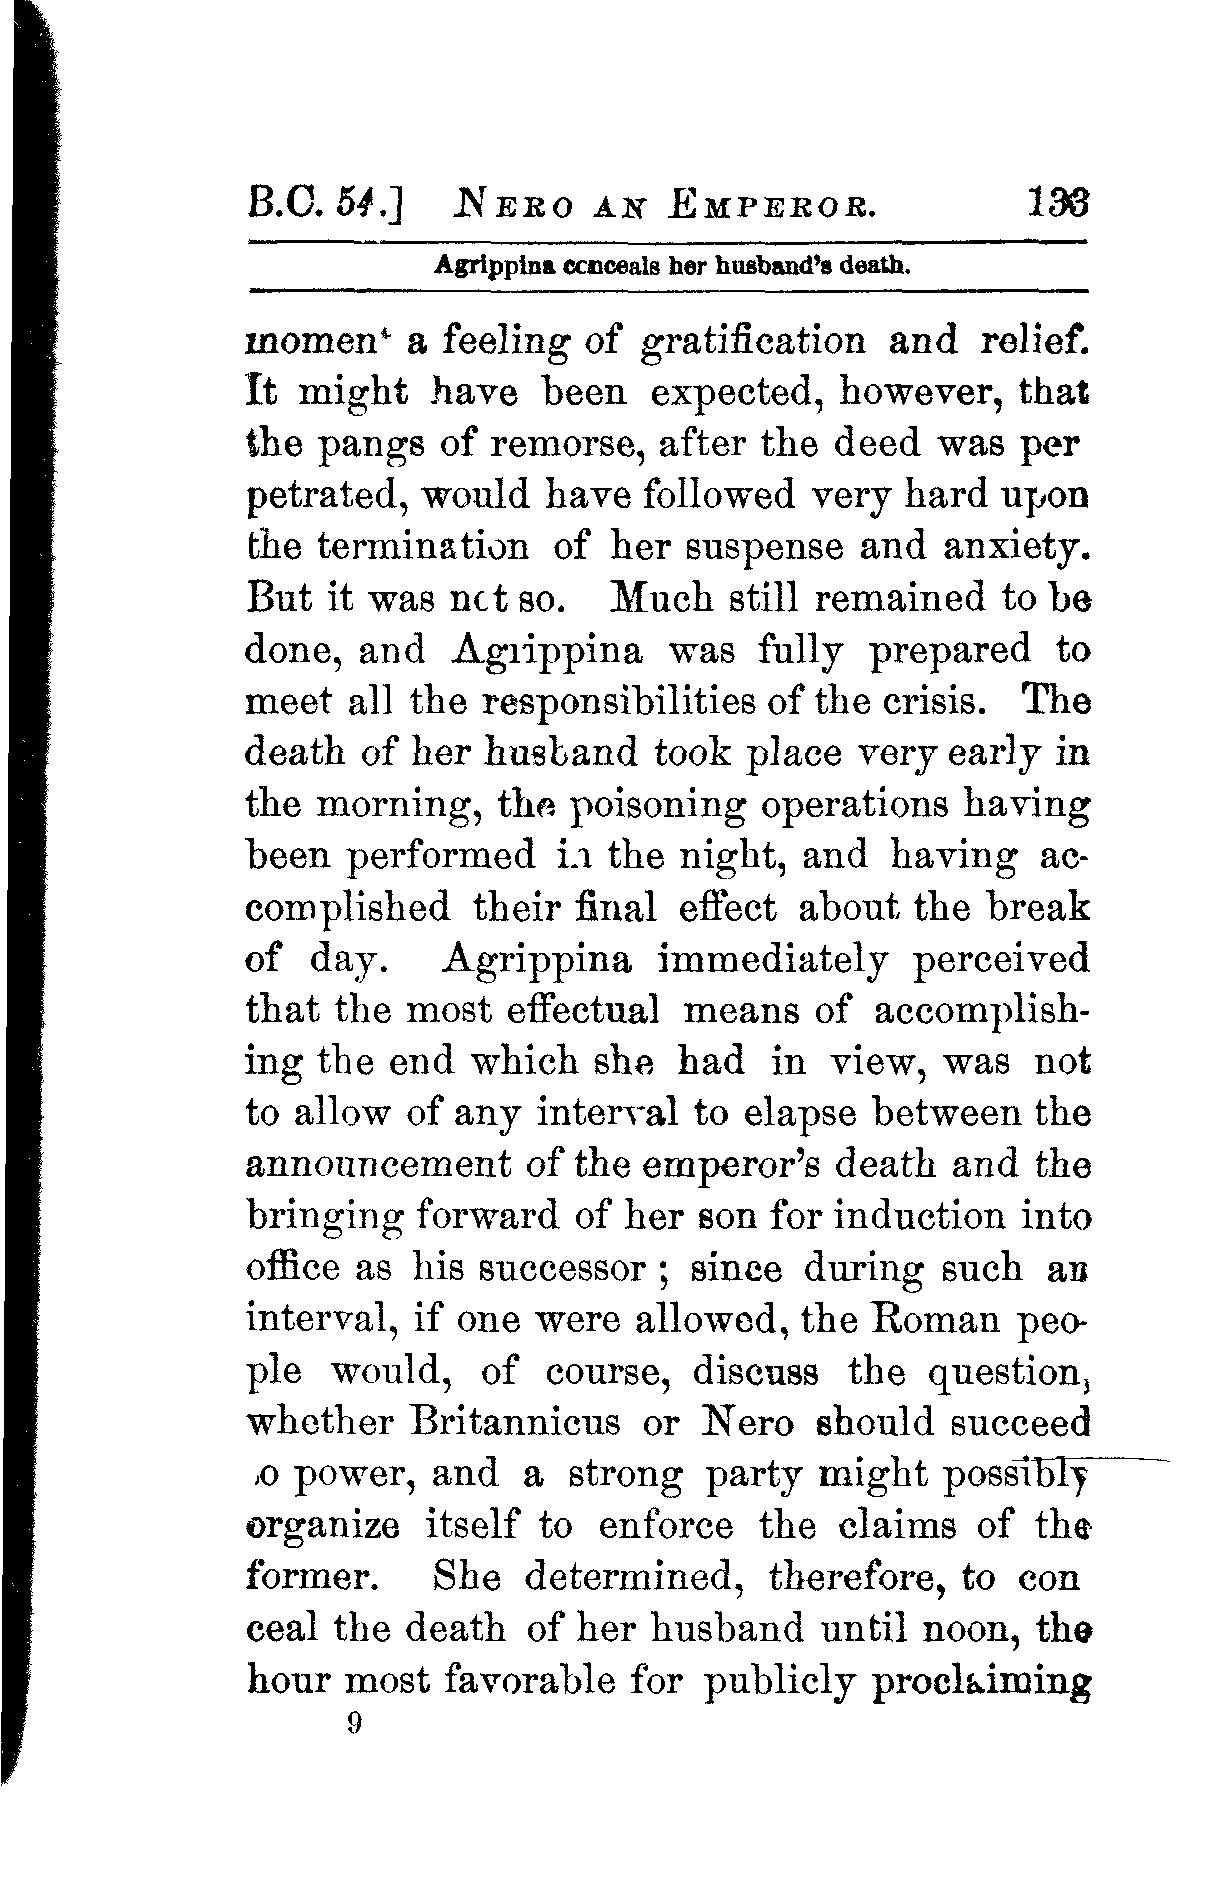 B.C. 54.] NERO AN EMPEROR. 133
Agrippina conceals her husband's death.
moment a feeling of gratification and relief.
It might have been expected, however, that
the pangs of remorse, after the deed was per
petrated, would have followed very hard upon
the termination of her suspense and anxiety.
But it was not so. Much still remained to be
done, and Agrippina was fully prepared to
meet all the responsibilities of the crisis. The
death of her husband took place very early in
the morning, the poisoning operations having
been performed in the night, and having ac-
complished their final effect about the break
of day. Agrippina immediately perceived
that the most effectual means of accomplish-
ing the end which she had in view, was not
to allow of any interval to elapse between the
announcement of the emperor's death and the
bringing forward of her son for induction into
office as his successor ; since during such an
interval, if one were allowed, the Roman peo-
ple would, of course, discuss the question,
whether Britannicus or Nero should succeed
to power, and a strong party might possibly
organize itself to enforce the claims of the
former. She determined, therefore, to con
ceal the death of her husband until noon, the
hour most favorable for publicly proclaiming
9